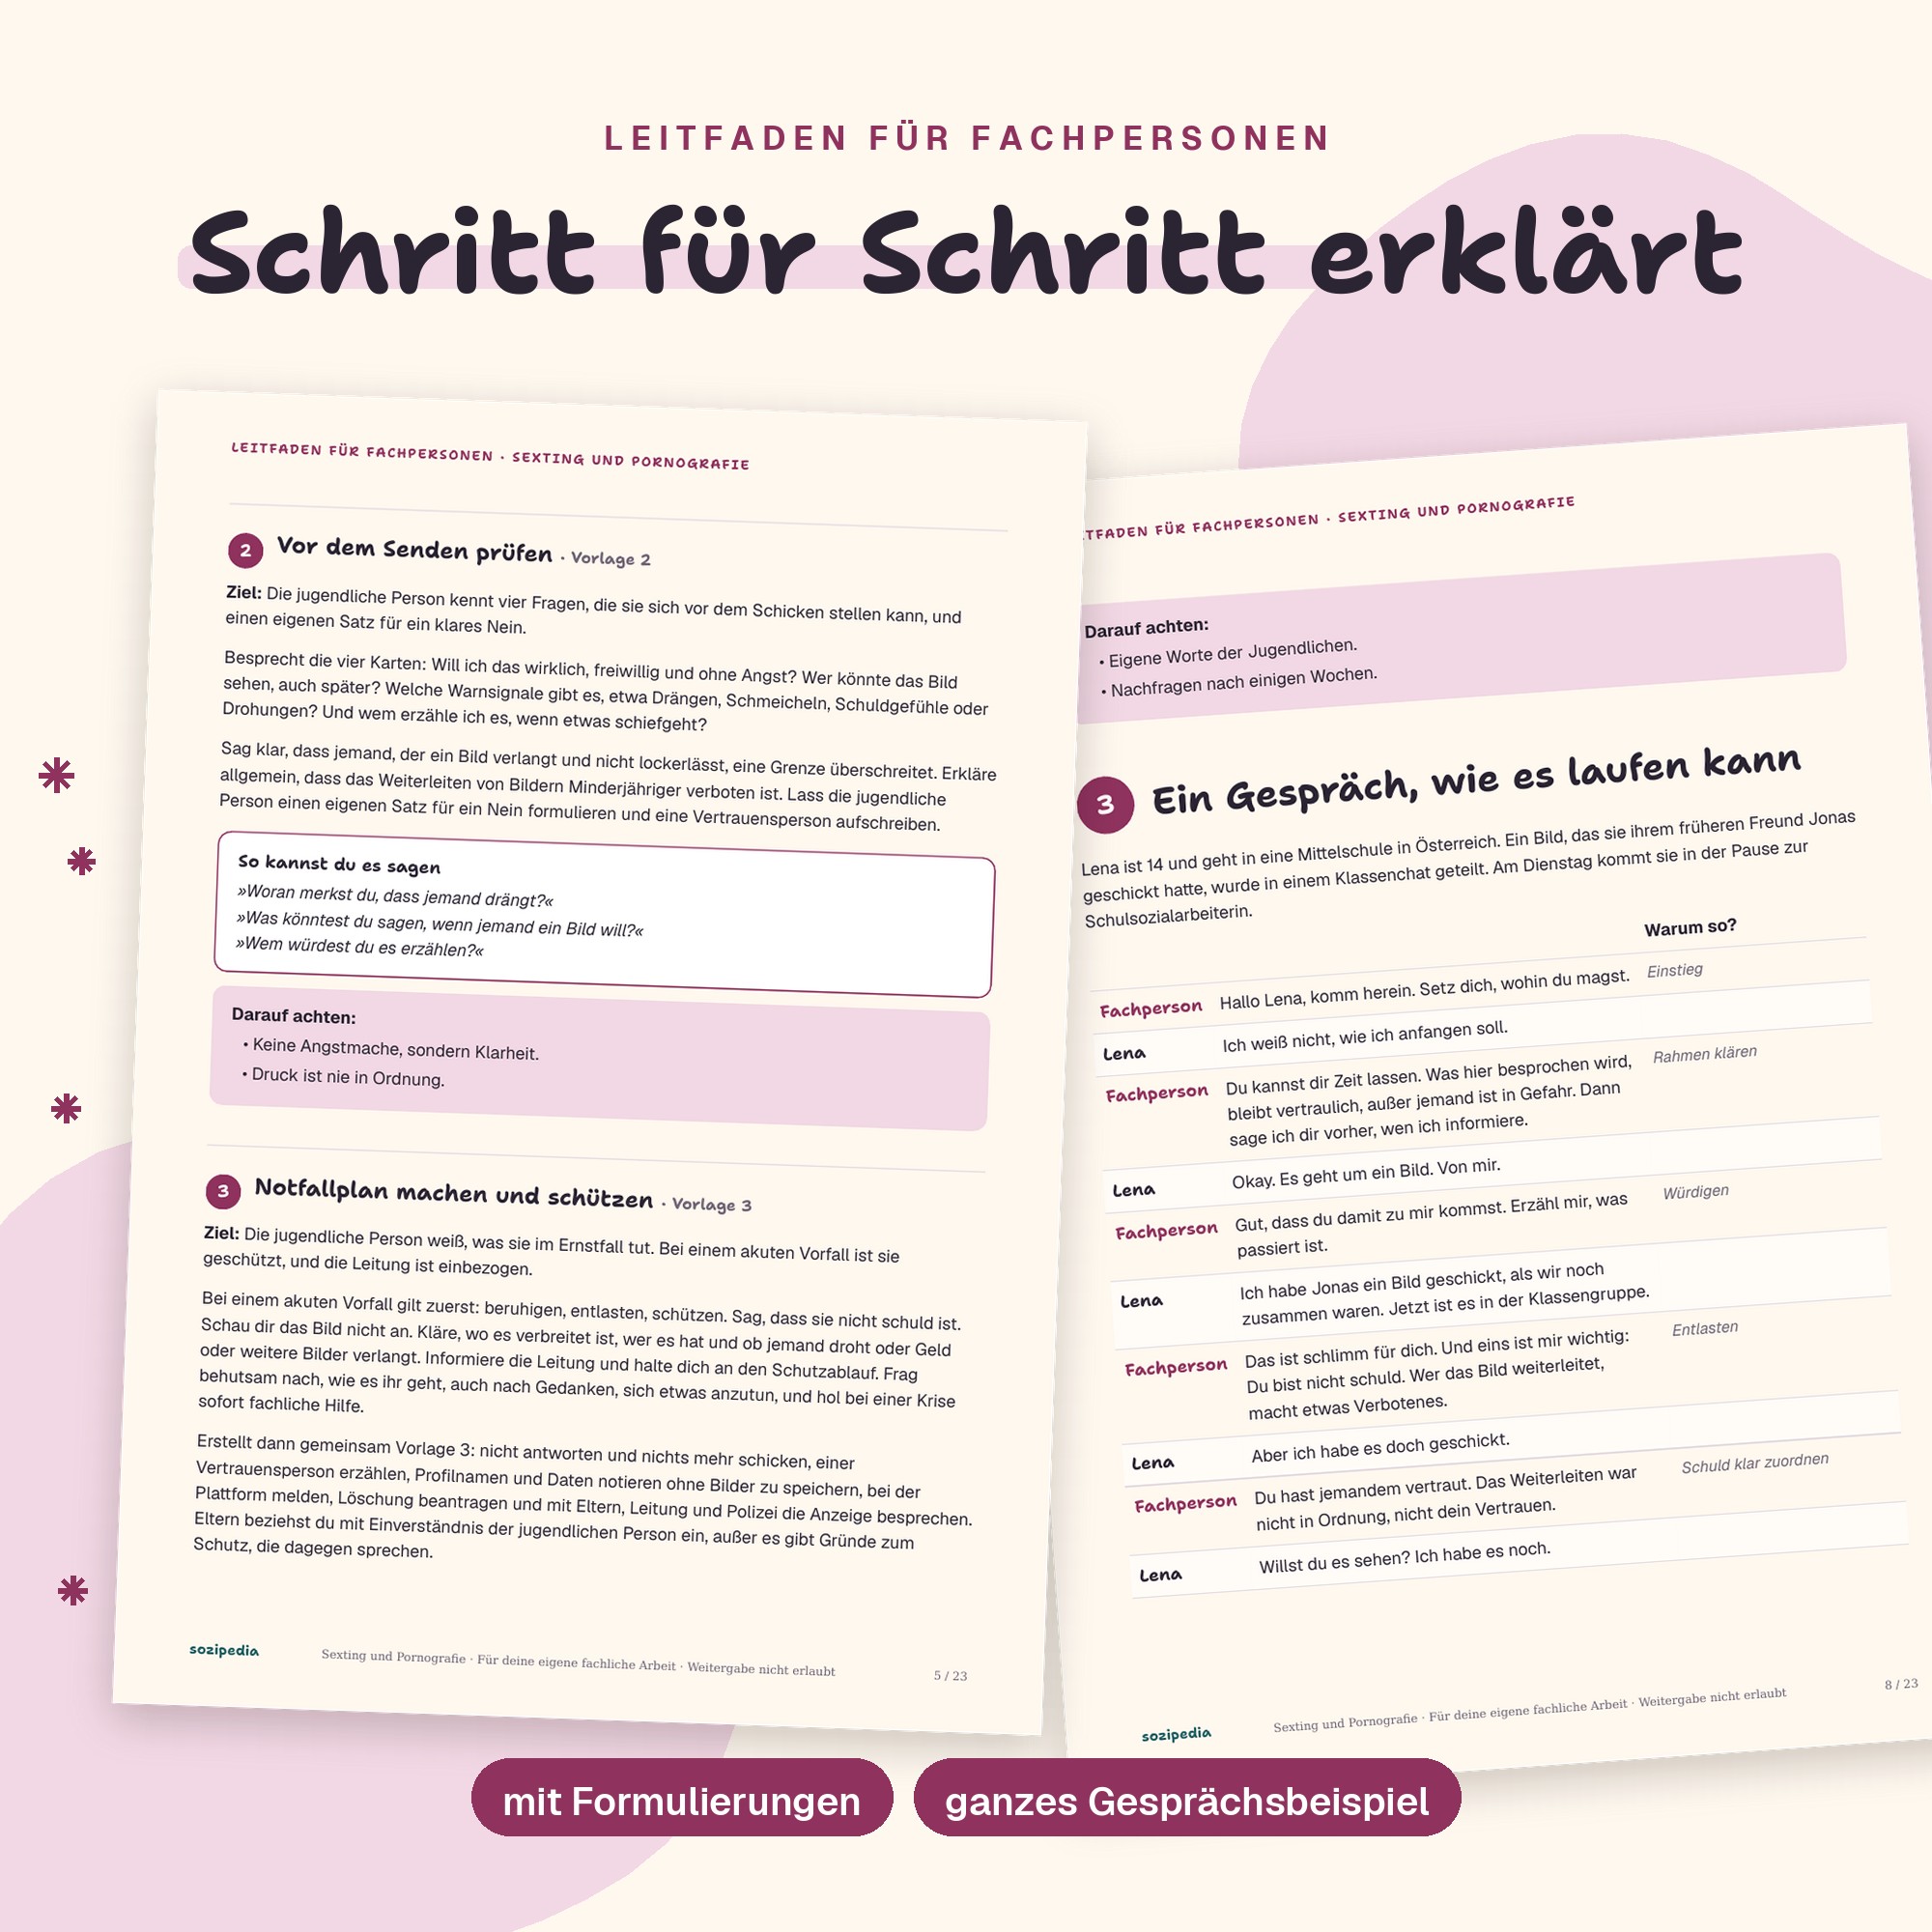 LEITFADEN FÜR FACHPERSONEN
Schritt für Schritt erklärt
LEITFADEN FÜR FACHPERSONEN · SEXTING UND PORNOGRAFIE
2 Vor dem Senden prüfen · Vorlage 2
Ziel: Die jugendliche Person kennt vier Fragen, die sie sich vor dem Schicken stellen kann, und
einen eigenen Satz für ein klares Nein.
Besprecht die vier Karten: Will ich das wirklich, freiwillig und ohne Angst? Wer könnte das Bild
sehen, auch später? Welche Warnsignale gibt es, etwa Drängen, Schmeicheln, Schuldgefühle oder
Drohungen? Und wem erzähle ich es, wenn etwas schiefgeht?
Sag klar, dass jemand, der ein Bild verlangt und nicht lockerlässt, eine Grenze überschreitet. Erkläre
allgemein, dass das Weiterleiten von Bildern Minderjähriger verboten ist. Lass die jugendliche
Person einen eigenen Satz für ein Nein formulieren und eine Vertrauensperson aufschreiben.
So kannst du es sagen
»Woran merkst du, dass jemand drängt?«
»Was könntest du sagen, wenn jemand ein Bild will?«
»Wem würdest du es erzählen?«
Darauf achten:
• Keine Angstmache, sondern Klarheit.
• Druck ist nie in Ordnung.
3 Notfallplan machen und schützen · Vorlage 3
Ziel: Die jugendliche Person weiß, was sie im Ernstfall tut. Bei einem akuten Vorfall ist sie
geschützt, und die Leitung ist einbezogen.
Bei einem akuten Vorfall gilt zuerst: beruhigen, entlasten, schützen. Sag, dass sie nicht schuld ist.
Schau dir das Bild nicht an. Kläre, wo es verbreitet ist, wer es hat und ob jemand droht oder Geld
oder weitere Bilder verlangt. Informiere die Leitung und halte dich an den Schutzablauf. Frag
behutsam nach, wie es ihr geht, auch nach Gedanken, sich etwas anzutun, und hol bei einer Krise
sofort fachliche Hilfe.
Erstellt dann gemeinsam Vorlage 3: nicht antworten und nichts mehr schicken, einer
Vertrauensperson erzählen, Profilnamen und Daten notieren ohne Bilder zu speichern, bei der
Plattform melden, Löschung beantragen und mit Eltern, Leitung und Polizei die Anzeige besprechen.
Eltern beziehst du mit Einverständnis der jugendlichen Person ein, außer es gibt Gründe zum
Schutz, die dagegen sprechen.
sozipedia Sexting und Pornografie · Für deine eigene fachliche Arbeit · Weitergabe nicht erlaubt 5 / 23
TFADEN FÜR FACHPERSONEN · SEXTING UND PORNOGRAFIE
Darauf achten:
• Eigene Worte der Jugendlichen.
• Nachfragen nach einigen Wochen.
3 Ein Gespräch, wie es laufen kann
Lena ist 14 und geht in eine Mittelschule in Österreich. Ein Bild, das sie ihrem früheren Freund Jonas
geschickt hatte, wurde in einem Klassenchat geteilt. Am Dienstag kommt sie in der Pause zur
Schulsozialarbeiterin.
Warum so?
Fachperson Hallo Lena, komm herein. Setz dich, wohin du magst. Einstieg
Lena Ich weiß nicht, wie ich anfangen soll.
Fachperson Du kannst dir Zeit lassen. Was hier besprochen wird, Rahmen klären
bleibt vertraulich, außer jemand ist in Gefahr. Dann
sage ich dir vorher, wen ich informiere.
Lena Okay. Es geht um ein Bild. Von mir.
Fachperson Gut, dass du damit zu mir kommst. Erzähl mir, was Würdigen
passiert ist.
Lena Ich habe Jonas ein Bild geschickt, als wir noch
zusammen waren. Jetzt ist es in der Klassengruppe.
Fachperson Das ist schlimm für dich. Und eins ist mir wichtig: Entlasten
Du bist nicht schuld. Wer das Bild weiterleitet,
macht etwas Verbotenes.
Lena Aber ich habe es doch geschickt.
Fachperson Du hast jemandem vertraut. Das Weiterleiten war Schuld klar zuordnen
nicht in Ordnung, nicht dein Vertrauen.
Lena Willst du es sehen? Ich habe es noch.
sozipedia Sexting und Pornografie · Für deine eigene fachliche Arbeit · Weitergabe nicht erlaubt 8 / 23
mit Formulierungen
ganzes Gesprächsbeispiel